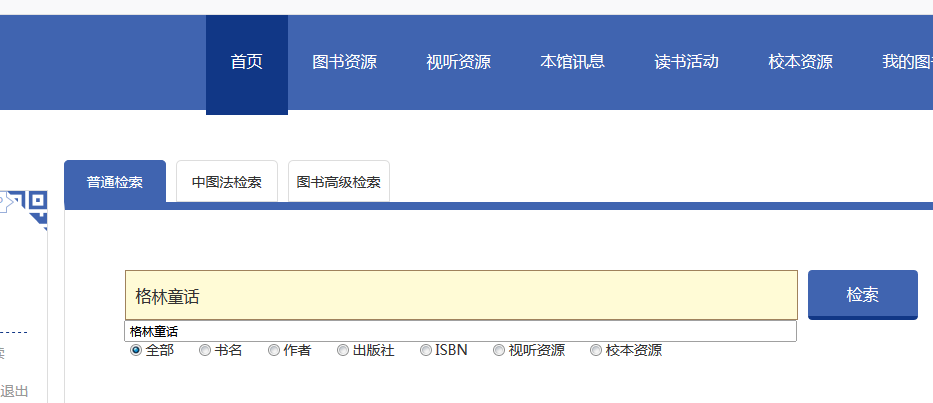 首页 图书资源 视听资源 本馆讯息 读书活动 校本资源 我的图
普通检索 中图法检索 图书高级检索
格林童话 检索
格林童话
全部 书名 作者 出版社 ISBN 视听资源 校本资源
退出